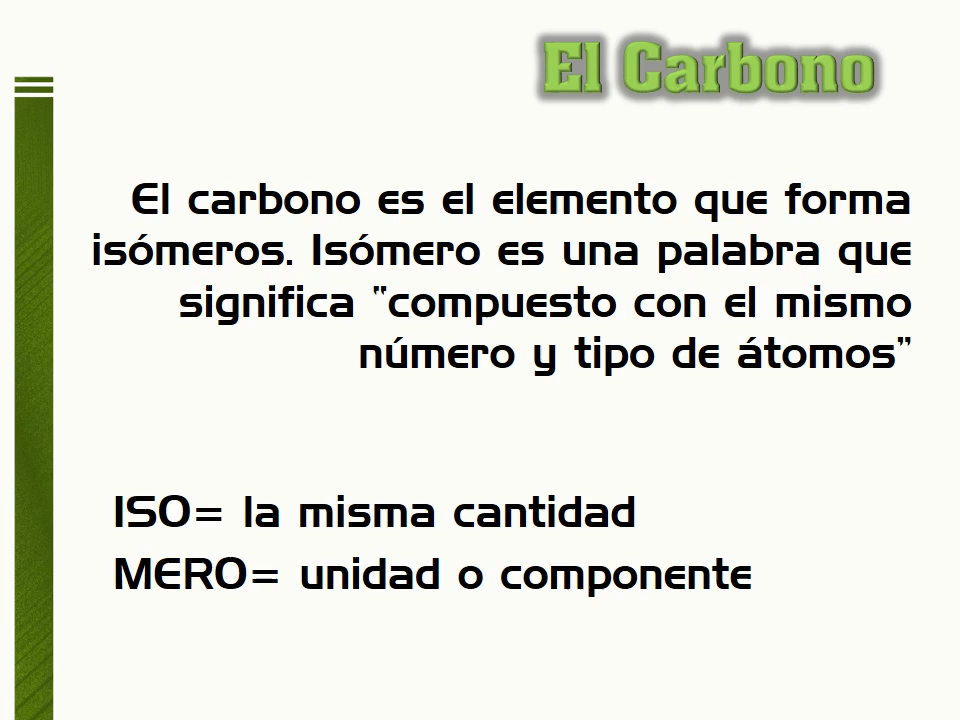 El Carbono
El carbono es el elemento que forma
isómeros. Isómero es una palabra que
significa “compuesto con el mismo
número y tipo de átomos”
ISO= la misma cantidad
MERO= unidad o componente